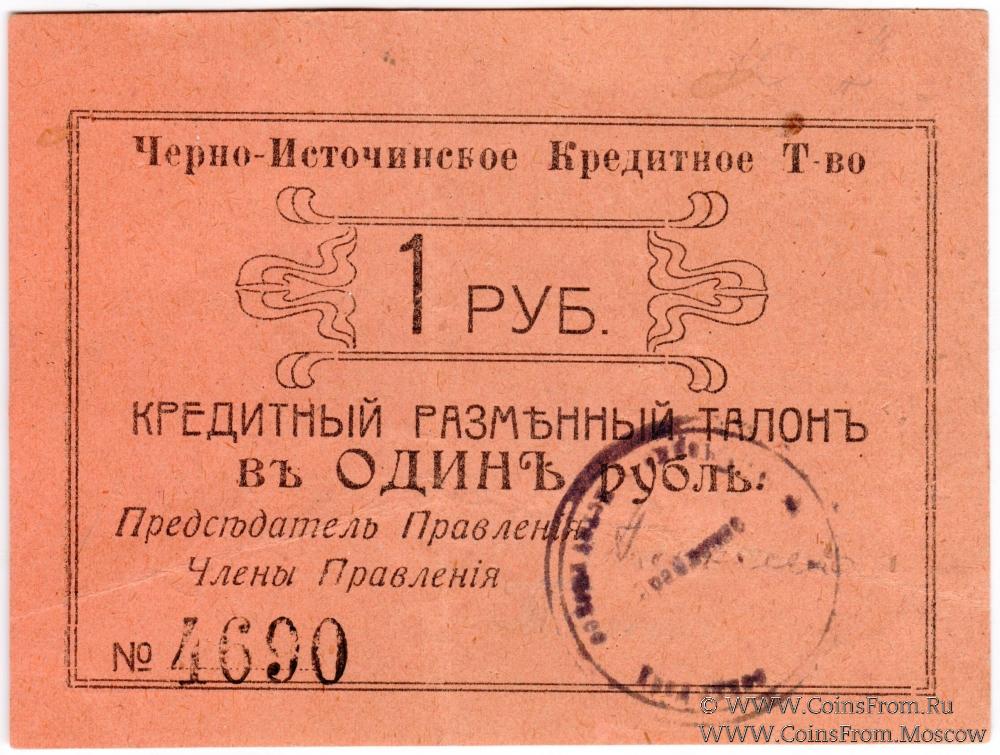 Черно-Источинское Кредитное Т-во
1 РУБ.
КРЕДИТНЫЙ РАЗМѢННЫЙ ТАЛОНЪ
въ ОДИНЪ рубль:
Предсѣдатель Правленія
Члены Правленія
№ 4690
© WWW.CoinsFrom.Ru
WWW.CoinsFrom.Moscow